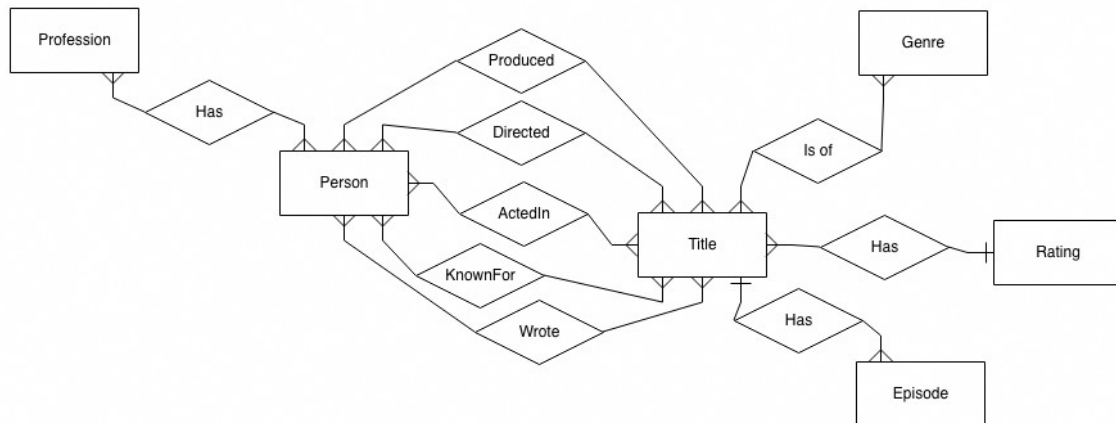 Profession
Genre
Produced
Has
Directed
Is of
Person
ActedIn
Title
Has
Rating
KnownFor
Has
Wrote
Episode